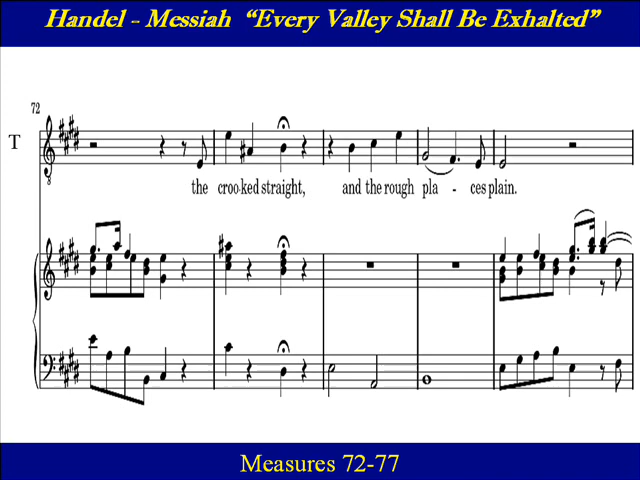 Handel - Messiah “Every Valley Shall Be Exhalted”
72
T
8
the crooked straight, and the rough pla - ces plain.
Measures 72-77